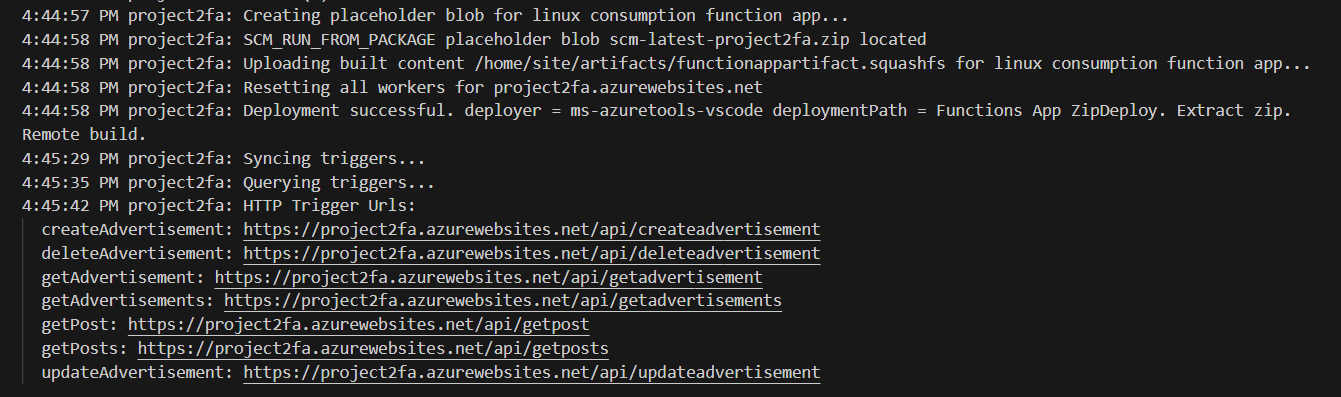 4:44:57 PM project2fa: Creating placeholder blob for linux consumption function app...
4:44:58 PM project2fa: SCM_RUN_FROM_PACKAGE placeholder blob scm-latest-project2fa.zip located
4:44:58 PM project2fa: Uploading built content /home/site/artifacts/functionappartifact.squashfs for linux consumption function app...
4:44:58 PM project2fa: Resetting all workers for project2fa.azurewebsites.net
4:44:58 PM project2fa: Deployment successful. deployer = ms-azuretools-vscode deploymentPath = Functions App ZipDeploy. Extract zip.
Remote build.
4:45:29 PM project2fa: Syncing triggers...
4:45:35 PM project2fa: Querying triggers...
4:45:42 PM project2fa: HTTP Trigger Urls:
createAdvertisement: https://project2fa.azurewebsites.net/api/createadvertisement
deleteAdvertisement: https://project2fa.azurewebsites.net/api/deleteadvertisement
getAdvertisement: https://project2fa.azurewebsites.net/api/getadvertisement
getAdvertisements: https://project2fa.azurewebsites.net/api/getadvertisements
getPost: https://project2fa.azurewebsites.net/api/getpost
getPosts: https://project2fa.azurewebsites.net/api/getposts
updateAdvertisement: https://project2fa.azurewebsites.net/api/updateadvertisement